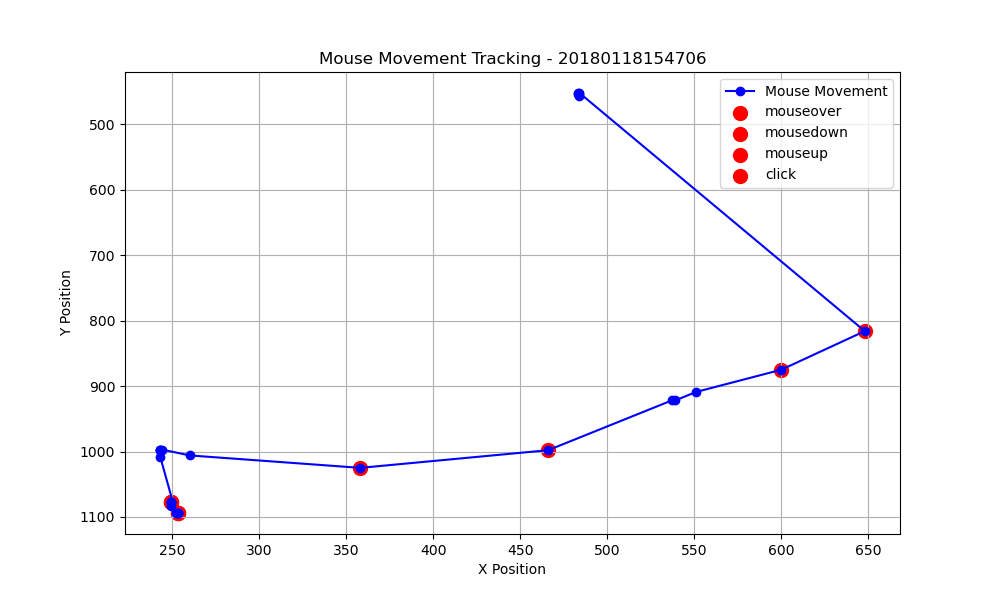 Mouse Movement Tracking - 20180118154706
Mouse Movement
mouseover
mousedown
mouseup
click
500
600
700
800
900
1000
1100
Y Position
250 300 350 400 450 500 550 600 650
X Position